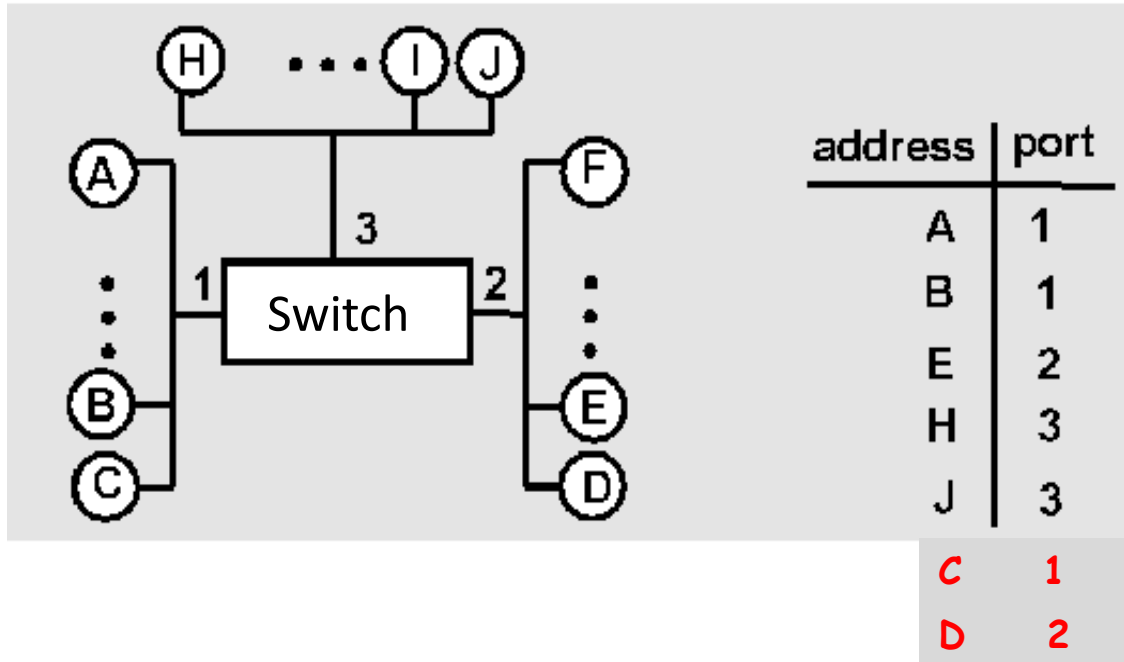 H I J
A F
3
1 2
Switch
B E
C D
address port
A 1
B 1
E 2
H 3
J 3
C 1
D 2